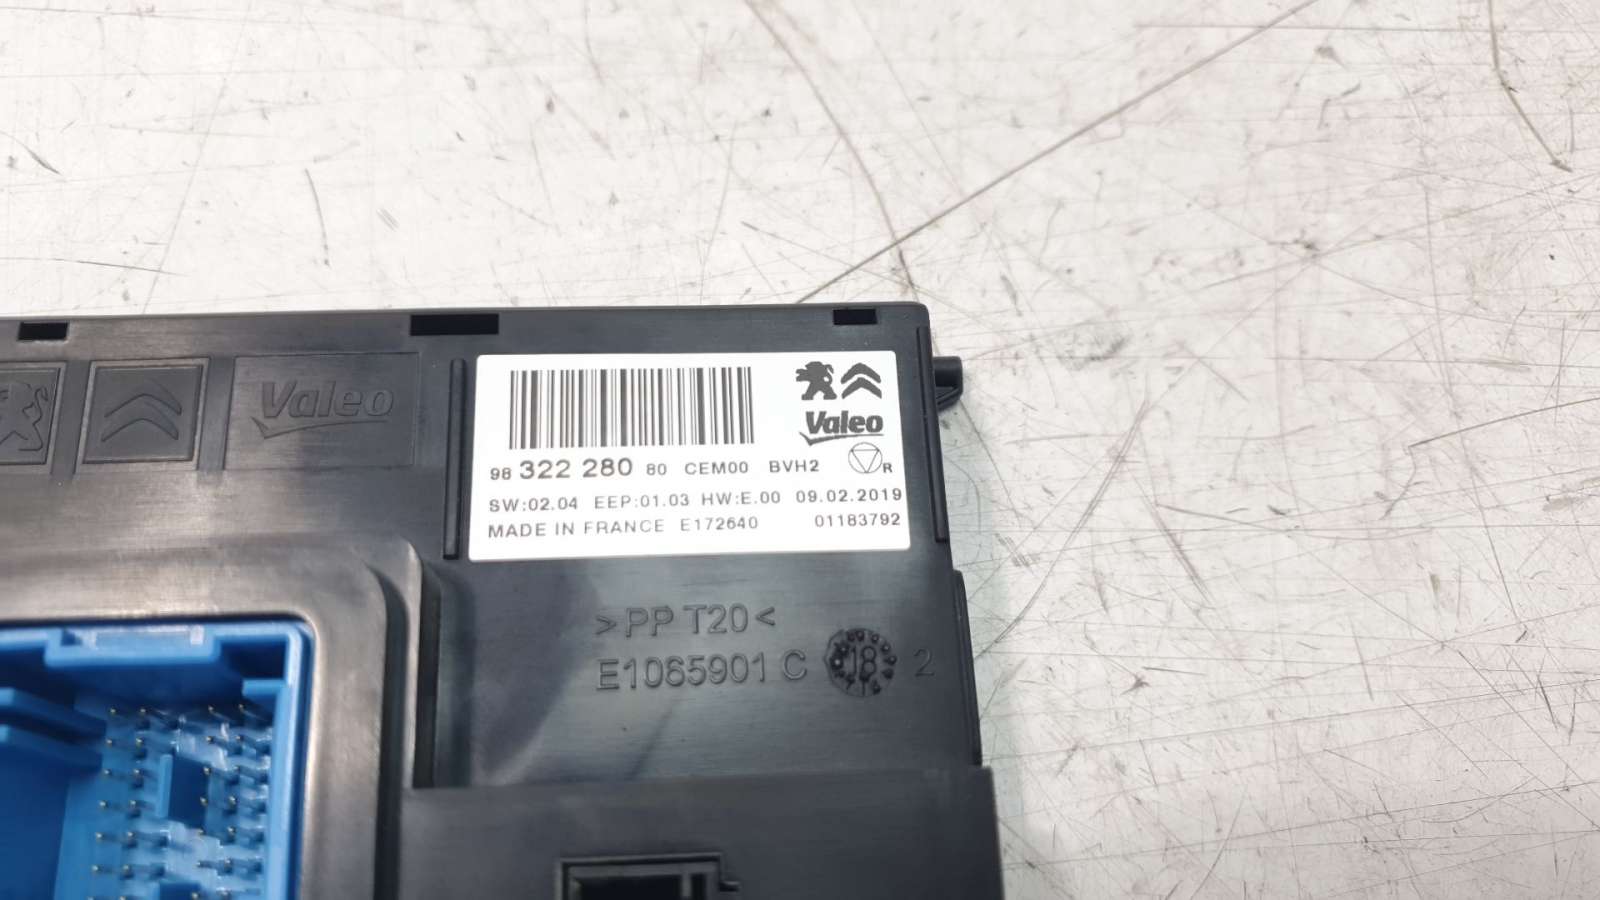 Valeo
Valeo
98 322 280 80 CEM00 BVH2 R
SW:02.04 EEP:01.03 HW:E.00 09.02.2019
MADE IN FRANCE E172640 01183792
>PP T20<
E1065901 C 18 2